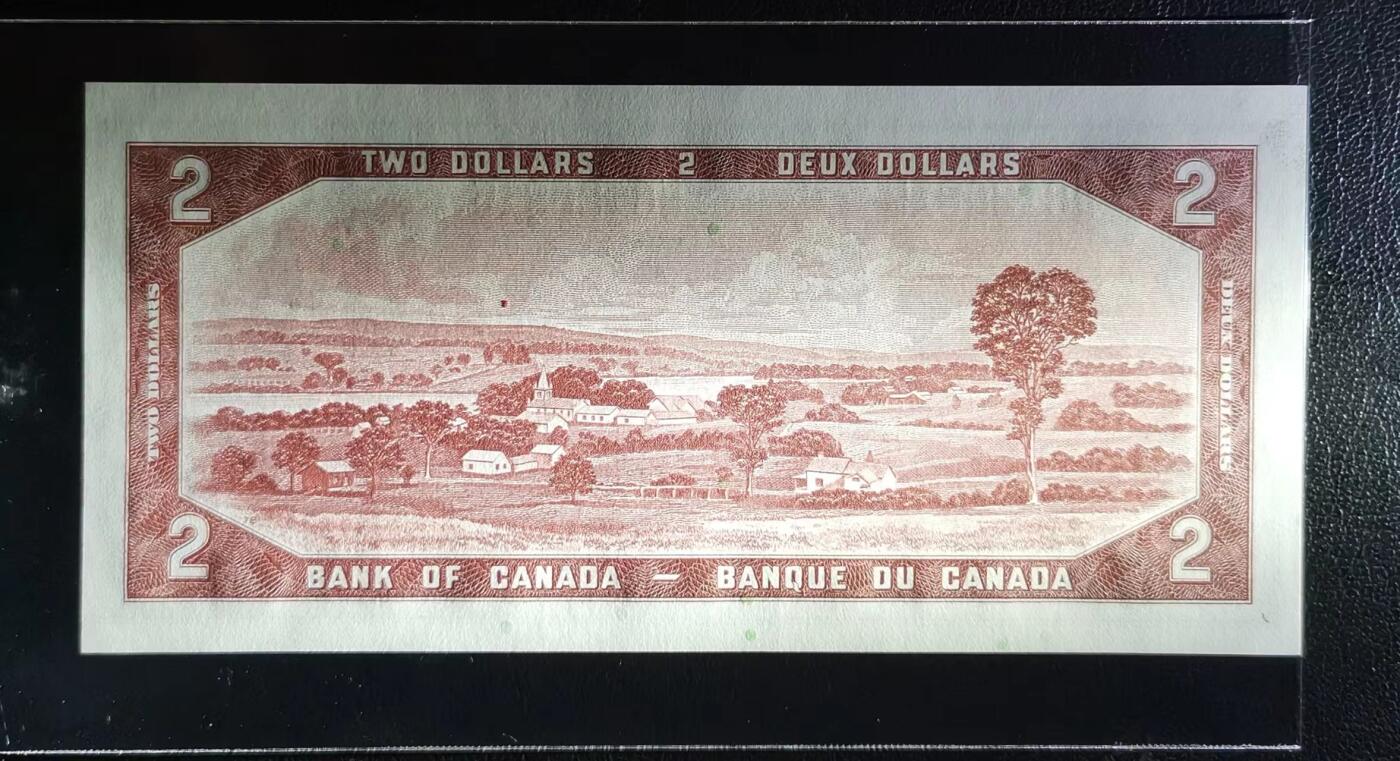 TWO DOLLARS 2 DEUX DOLLARS
2 2
TWO DOLLARS
DEUX DOLLARS
2 2
BANK OF CANADA — BANQUE DU CANADA